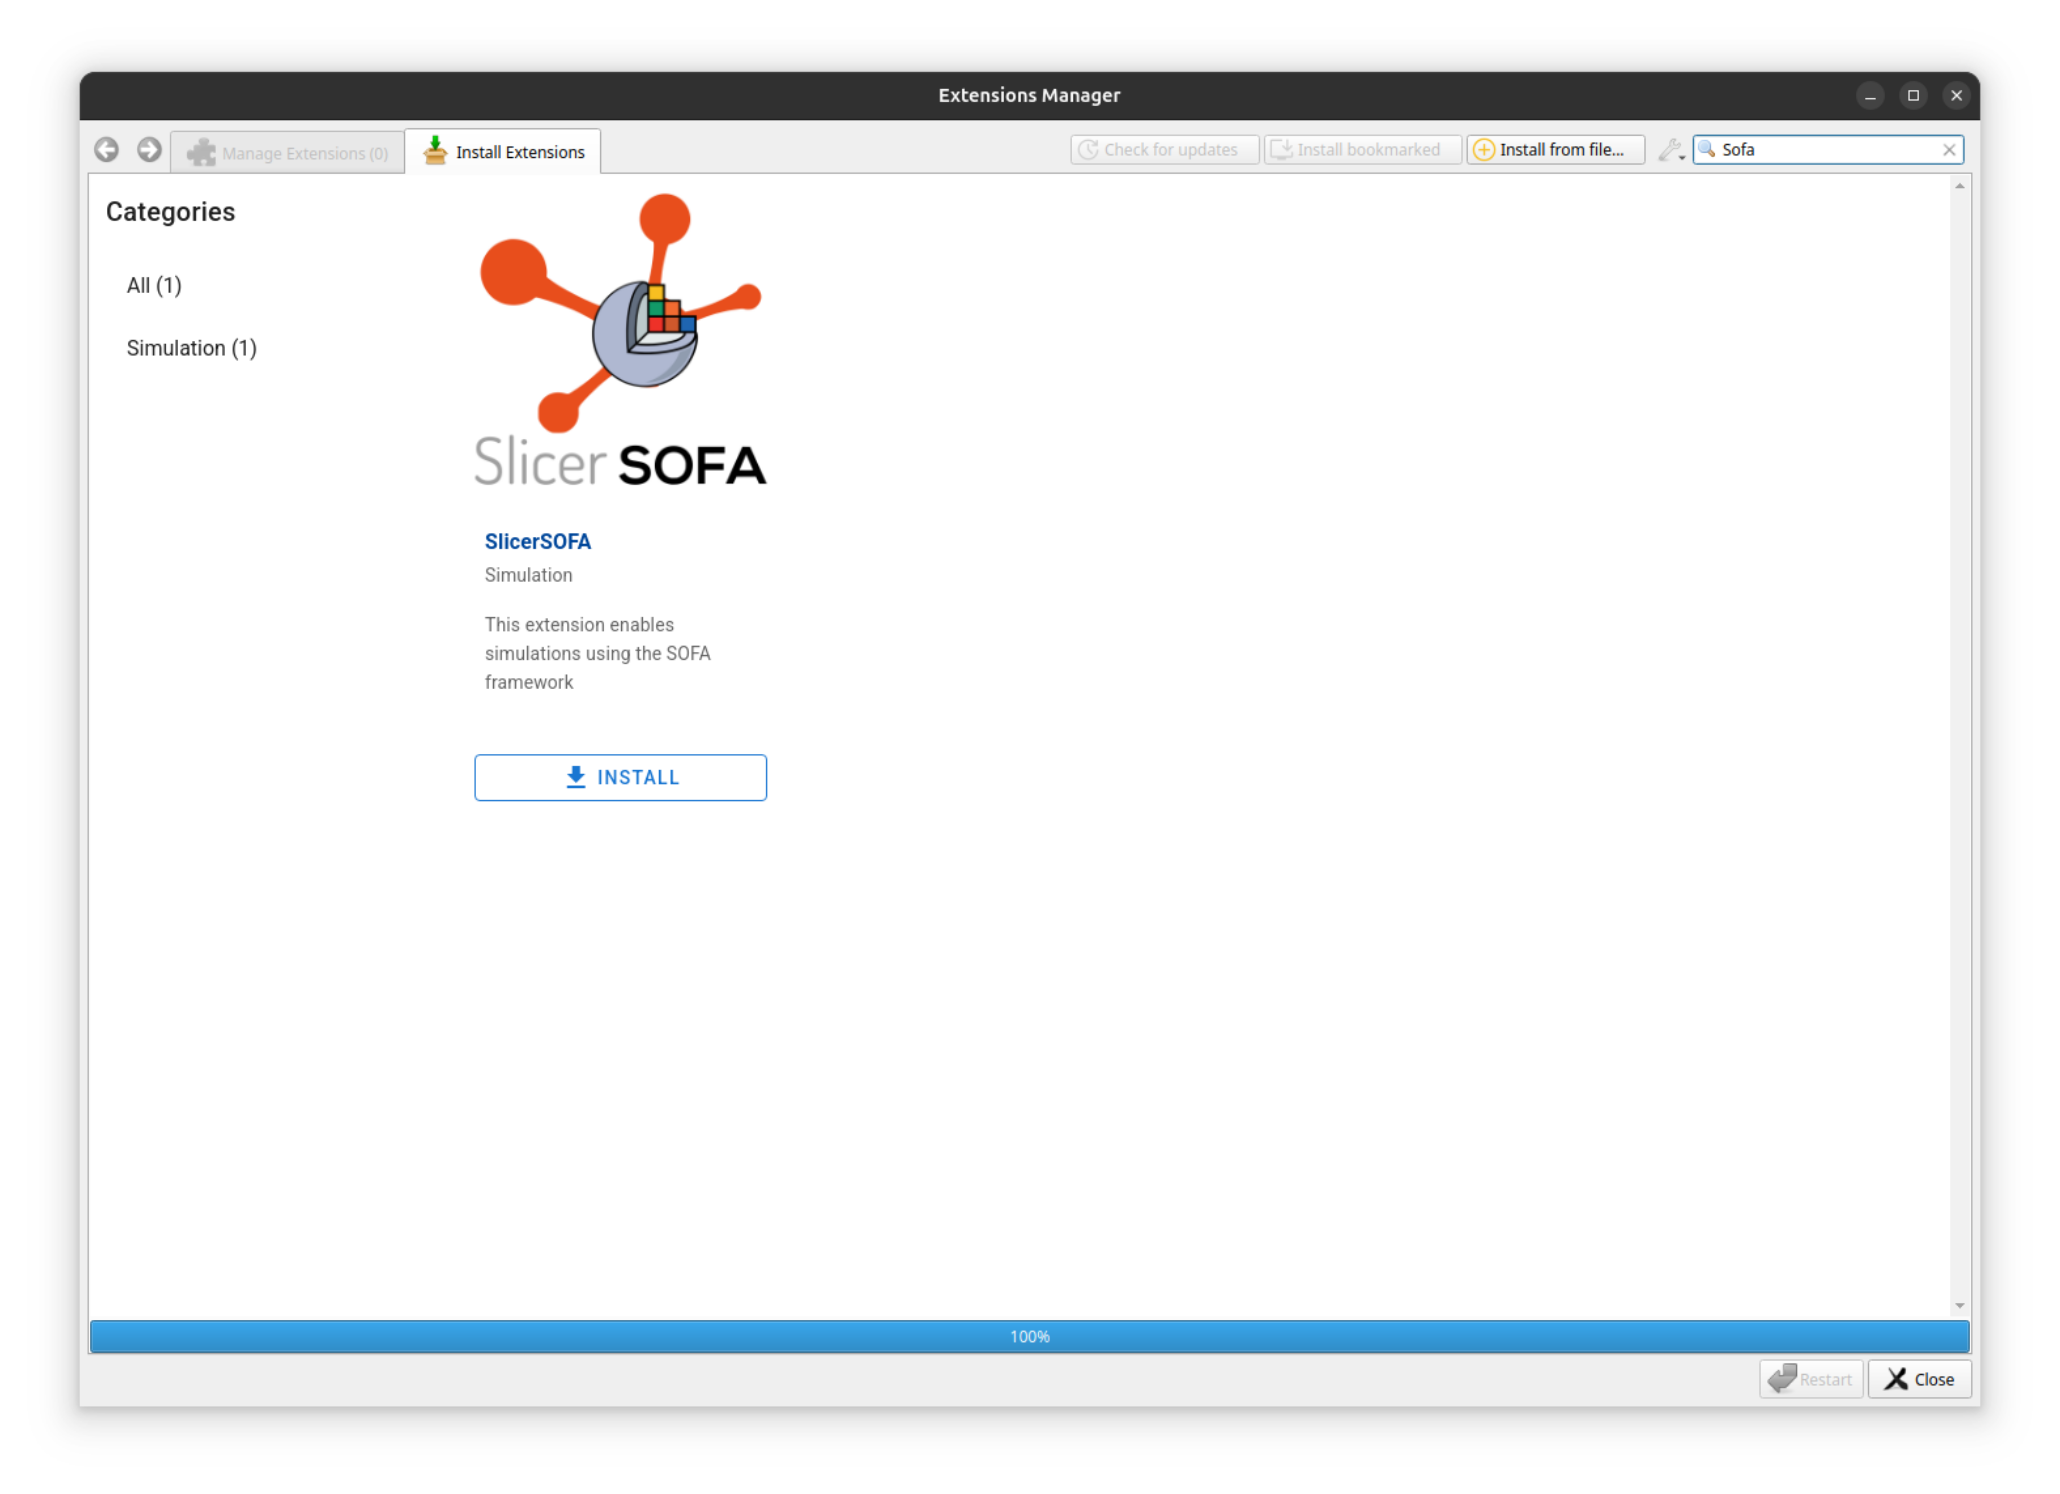 Extensions Manager
Manage Extensions (0)
Install Extensions
Check for updates
Install bookmarked
Install from file...
Sofa
Categories
All (1)
Simulation (1)
Slicer SOFA
SlicerSOFA
Simulation
This extension enables
simulations using the SOFA
framework
INSTALL
100%
Restart
Close